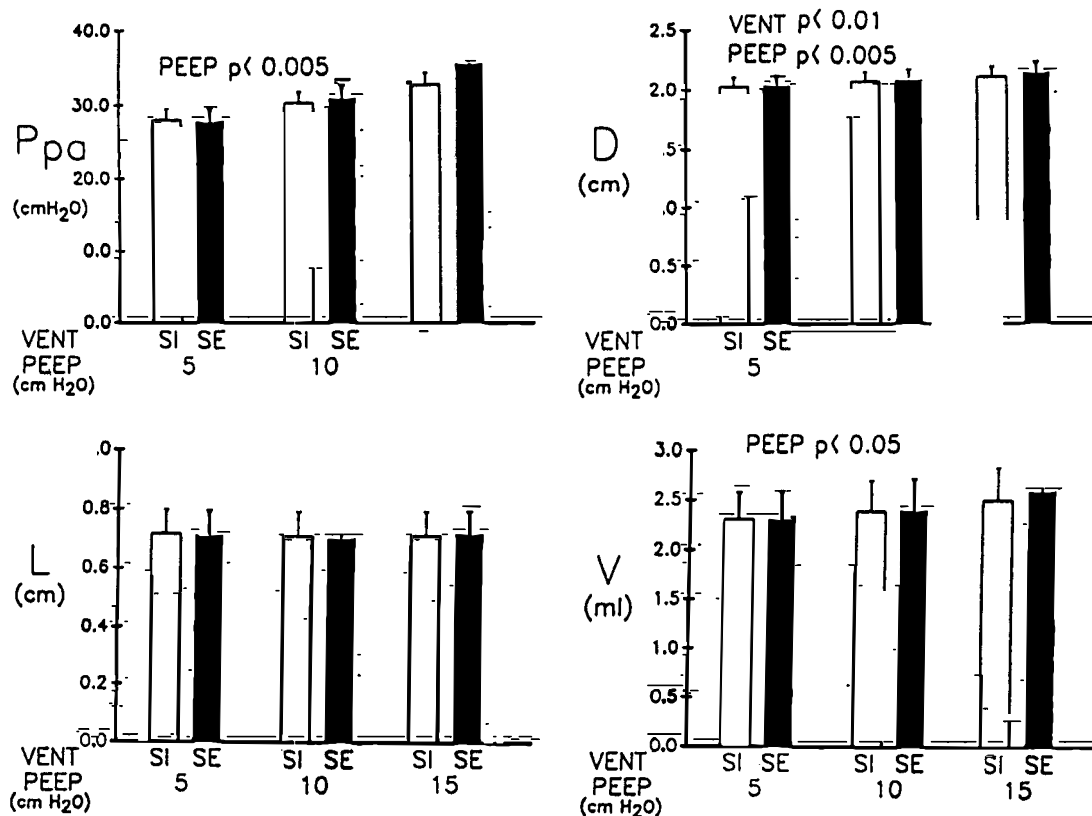 40.0
PEEP p< 0.005
30.0
Ppa
20.0
(cmH2O)
0.0
0.0
VENT SI SE SI SE
PEEP 5 10
(cm H2O)
2.5
VENT p< 0.01
PEEP p< 0.005
2.0
D
.5
(cm)
.0
0.5
0.0
VENT SI SE
PEEP 5
(cm H2O)
.0
0.8
L
0.6
(cm)
0.4
0.2
0.0
VENT SI SE SI SE SI SE
PEEP 5 10 15
(cm H2O)
3.0
PEEP p< 0.05
2.5
2.0
V
(ml)
1.5
1.0
0.5
0.0
VENT SI SE SI SE SI SE
PEEP 5 10 15
(cm H2O)